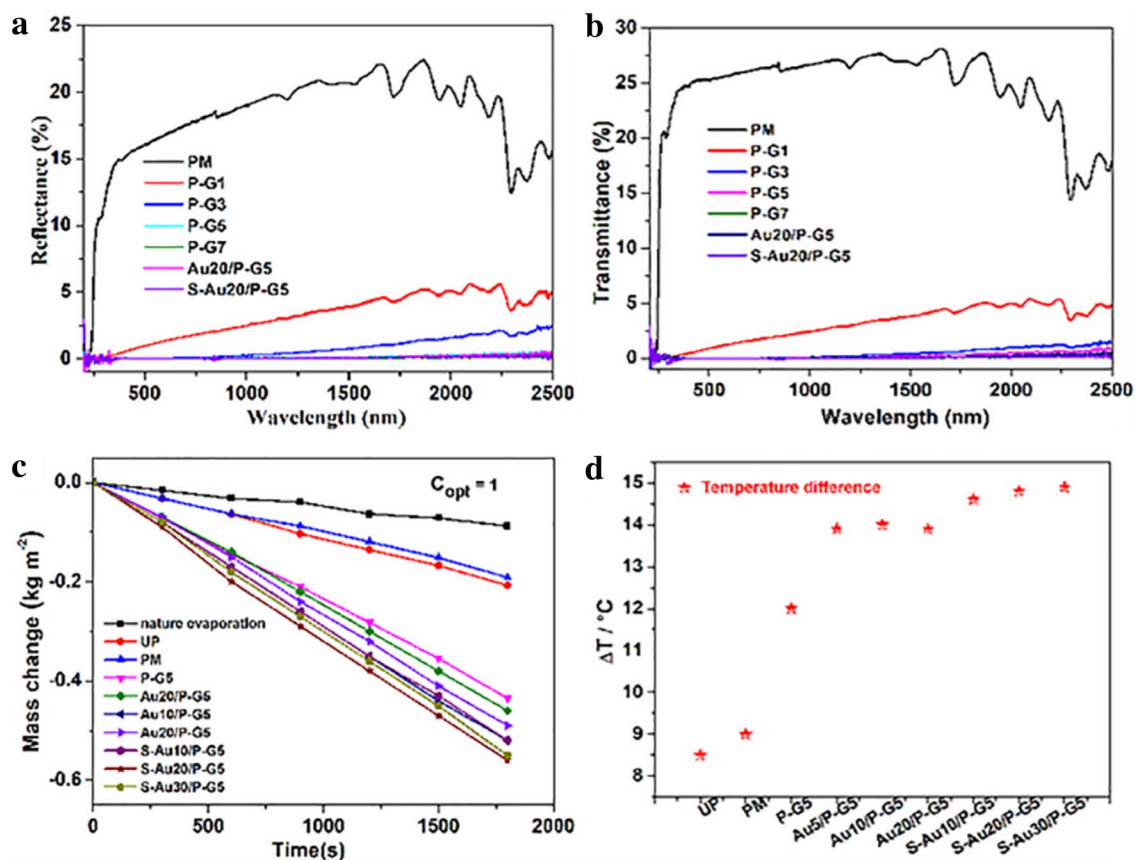 a
25
20
15
10
5
0
Reflectance (%)
PM
P-G1
P-G3
P-G5
P-G7
Au20/P-G5
S-Au20/P-G5
500 1000 1500 2000 2500
Wavelength (nm)
b
30
25
20
15
10
5
0
Transmittance (%)
PM
P-G1
P-G3
P-G5
P-G7
Au20/P-G5
S-Au20/P-G5
500 1000 1500 2000 2500
Wavelength (nm)
c
0.0
-0.2
-0.4
-0.6
Mass change (kg m⁻²)
Copt = 1
nature evaporation
UP
PM
P-G5
Au20/P-G5
Au10/P-G5
Au20/P-G5
S-Au10/P-G5
S-Au20/P-G5
S-Au30/P-G5
0 500 1000 1500 2000
Time(s)
d
15
14
13
12
11
10
9
8
ΔT / °C
Temperature difference
UP
PM
P-G5
Au5/P-G5
Au10/P-G5
Au20/P-G5
S-Au10/P-G5
S-Au20/P-G5
S-Au30/P-G5